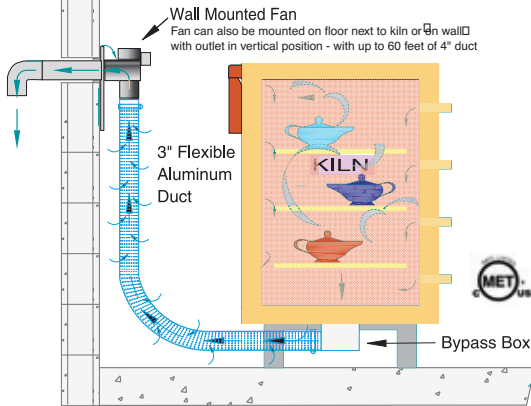 Wall Mounted Fan
Fan can also be mounted on floor next to kiln or on wall
with outlet in vertical position - with up to 60 feet of 4" duct
3" Flexible
Aluminum
Duct
KILN
MET
C US
Bypass Box